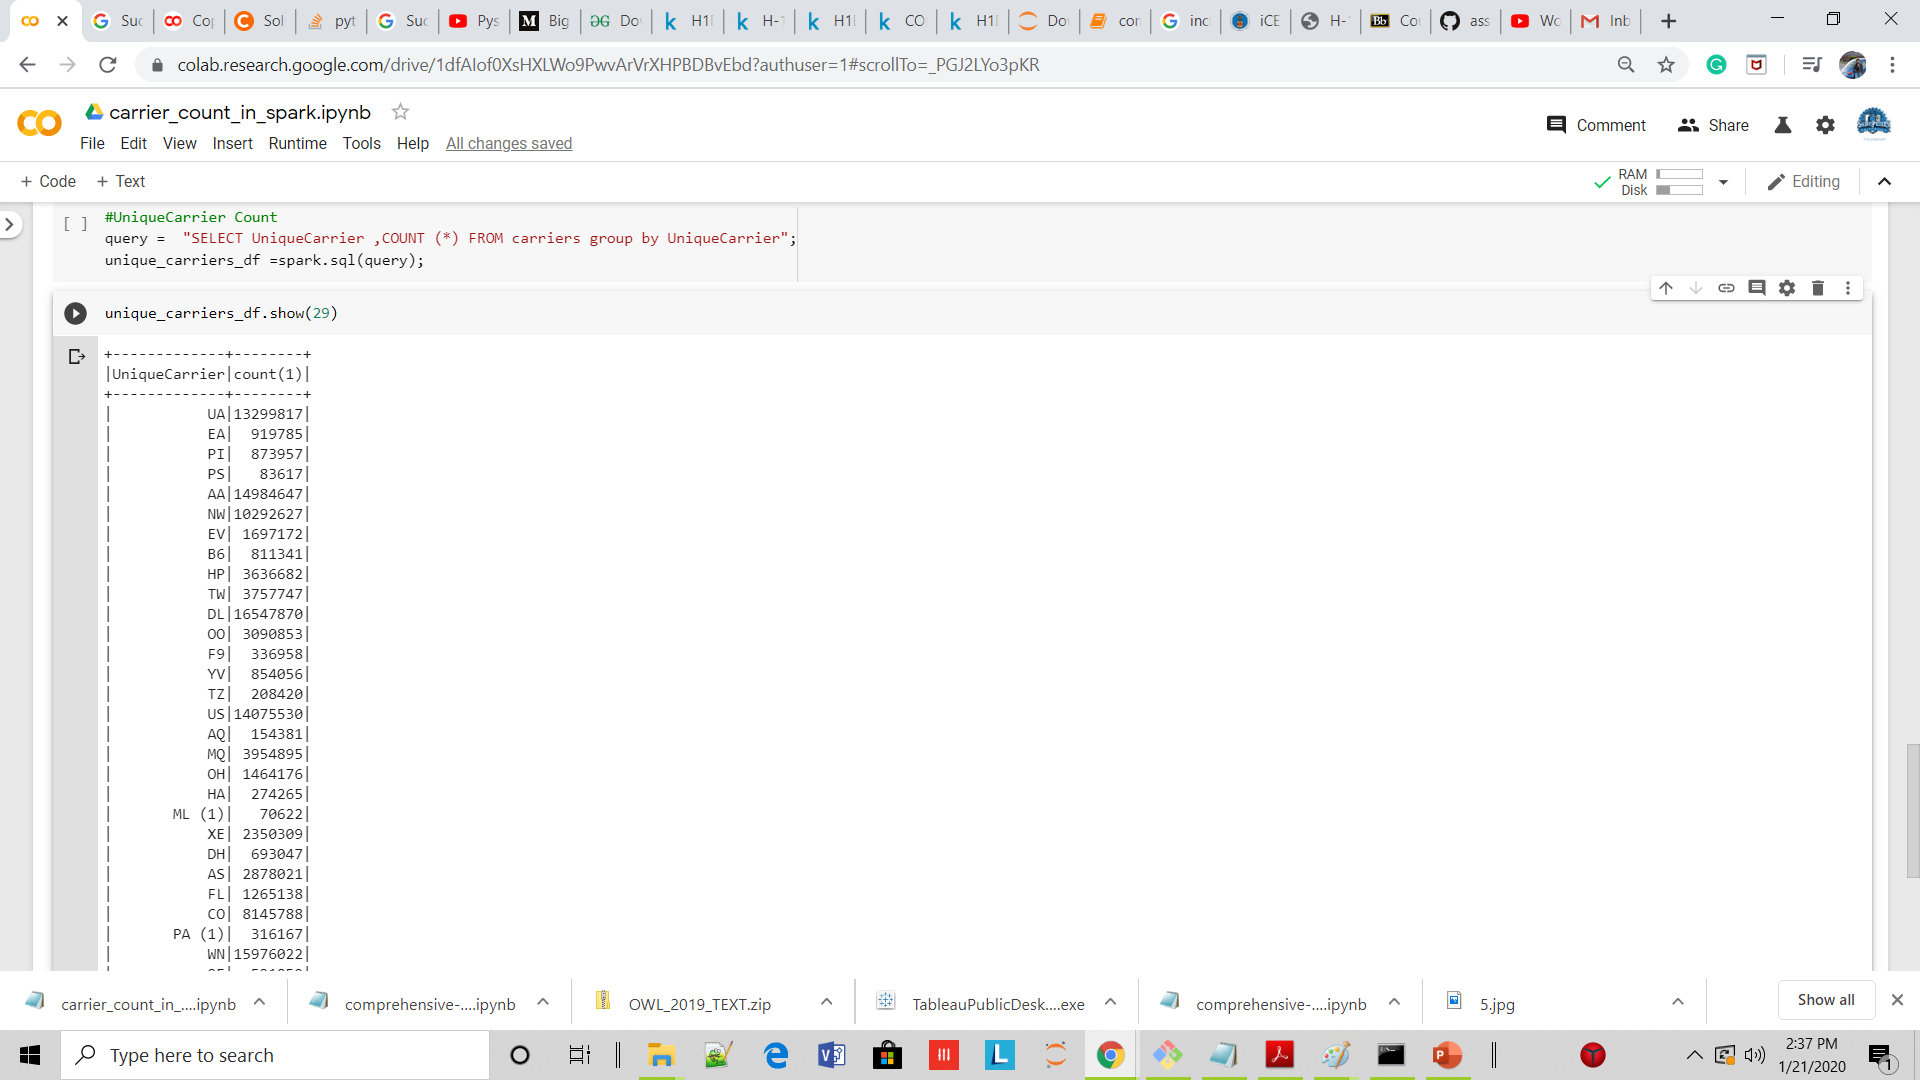 Suc
Cop
Sol
pyt
Suc
Pys
Big
Do
H1
H-1
H1
CO
H1
Do
con
inc
iCE
H-
Cou
ass
Wo
Inb
colab.research.google.com/drive/1dfAIof0XsHXLWo9PwvArVrXHPBDBvEbd?authuser=1#scrollTo=_PGJ2LYo3pKR
carrier_count_in_spark.ipynb
Comment Share
File Edit View Insert Runtime Tools Help All changes saved
+ Code + Text
RAM
Disk
Editing
[ ] #UniqueCarrier Count
query = "SELECT UniqueCarrier ,COUNT (*) FROM carriers group by UniqueCarrier";
unique_carriers_df =spark.sql(query);
unique_carriers_df.show(29)
+-------------+--------+
|UniqueCarrier|count(1)|
+-------------+--------+
| UA|13299817|
| EA| 919785|
| PI| 873957|
| PS| 83617|
| AA|14984647|
| NW|10292627|
| EV| 1697172|
| B6| 811341|
| HP| 3636682|
| TW| 3757747|
| DL|16547870|
| OO| 3090853|
| F9| 336958|
| YV| 854056|
| TZ| 208420|
| US|14075530|
| AQ| 154381|
| MQ| 3954895|
| OH| 1464176|
| HA| 274265|
| ML (1)| 70622|
| XE| 2350309|
| DH| 693047|
| AS| 2878021|
| FL| 1265138|
| CO| 8145788|
| PA (1)| 316167|
| WN|15976022|
carrier_count_in_....ipynb
comprehensive-....ipynb
OWL_2019_TEXT.zip
TableauPublicDesk....exe
comprehensive-....ipynb
5.jpg
Show all
Type here to search
2:37 PM
1/21/2020
1